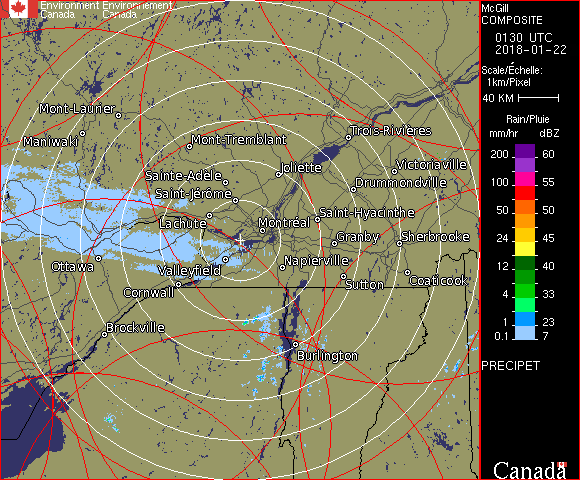 Environment Environnement
Canada Canada
McGill
COMPOSITE
0130 UTC
2018-01-22
Scale/Échelle:
1km/Pixel
40 KM
Rain/Pluie
mm/hr dBZ
200 60
100 55
50 50
24 45
12 40
4 33
1 23
0.1 7
PRECIPET
Canada
Mont-Laurier
Maniwaki
Mont-Tremblant
Trois-Rivières
Sainte-Adèle
Joliette
Victoriaville
Saint-Jérôme
Drummondville
Lachute
Montréal
Saint-Hyacinthe
Granby
Sherbrooke
Ottawa
Valleyfield
Napierville
Cornwall
Sutton
Coaticook
Brockville
Burlington